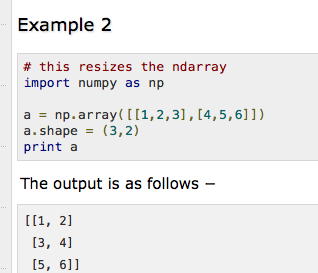 Example 2
# this resizes the ndarray
import numpy as np
a = np.array([[1,2,3],[4,5,6]])
a.shape = (3,2)
print a
The output is as follows −
[[1, 2]
[3, 4]
[5, 6]]